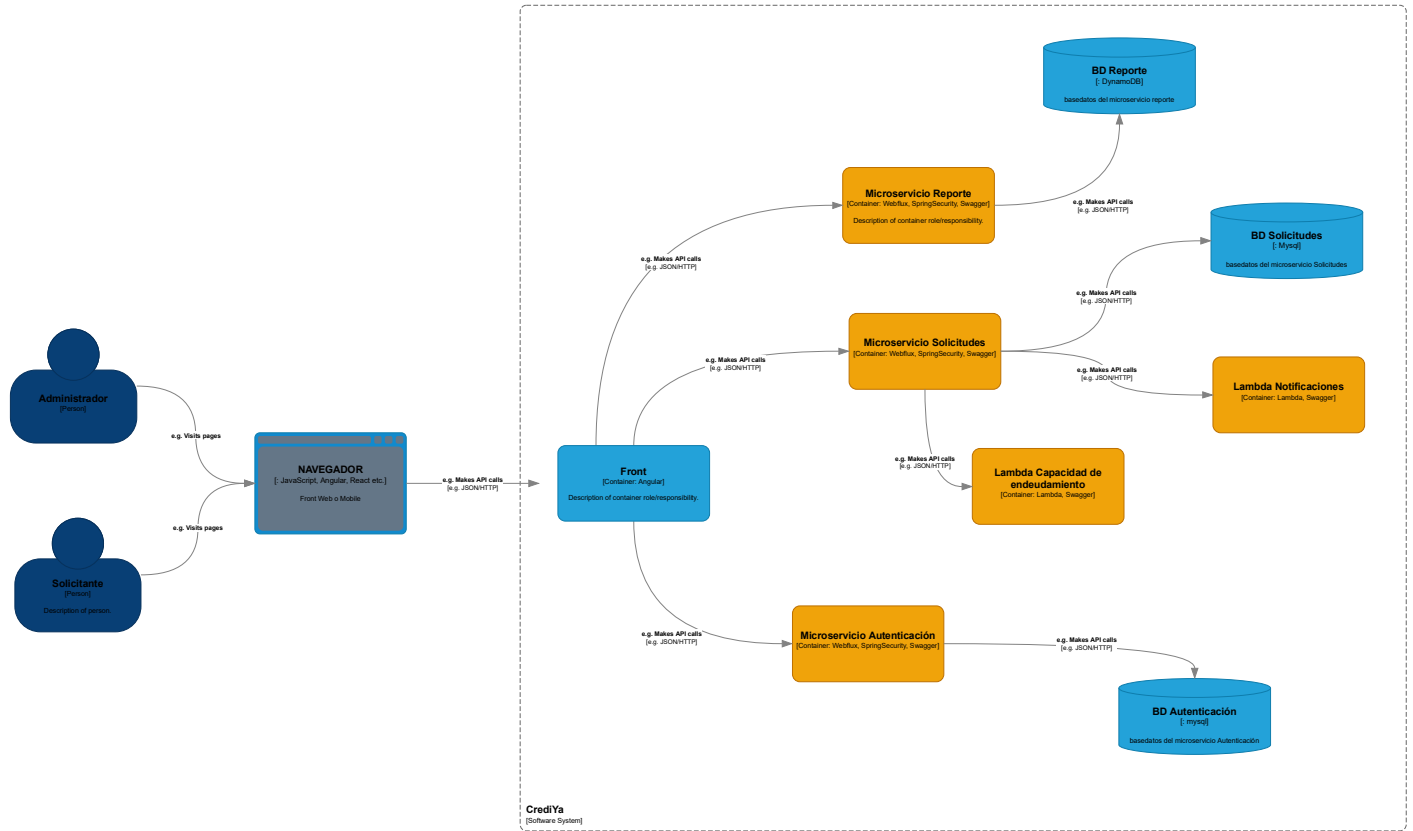 BD Reporte
[: DynamoDB]
basedatos del microservicio reporte
Microservicio Reporte
[Container: Webflux, SpringSecurity, Swagger]
Description of container role/responsibility.
e.g. Makes API calls
[e.g. JSON/HTTP]
BD Solicitudes
[: Mysql]
basedatos del microservicio Solicitudes
e.g. Makes API calls
[e.g. JSON/HTTP]
e.g. Makes API calls
[e.g. JSON/HTTP]
Microservicio Solicitudes
[Container: Webflux, SpringSecurity, Swagger]
e.g. Makes API calls
[e.g. JSON/HTTP]
e.g. Makes API calls
[e.g. JSON/HTTP]
Lambda Notificaciones
[Container: Lambda, Swagger]
Administrador
[Person]
e.g. Visits pages
NAVEGADOR
[: JavaScript, Angular, React etc.]
Front Web o Mobile
e.g. Makes API calls
[e.g. JSON/HTTP]
Front
[Container: Angular]
Description of container role/responsibility.
e.g. Makes API calls
[e.g. JSON/HTTP]
Lambda Capacidad de
endeudamiento
[Container: Lambda, Swagger]
e.g. Visits pages
Solicitante
[Person]
Description of person.
e.g. Makes API calls
[e.g. JSON/HTTP]
Microservicio Autenticación
[Container: Webflux, SpringSecurity, Swagger]
e.g. Makes API calls
[e.g. JSON/HTTP]
BD Autenticación
[: mysql]
basedatos del microservicio Autenticación
CrediYa
[Software System]